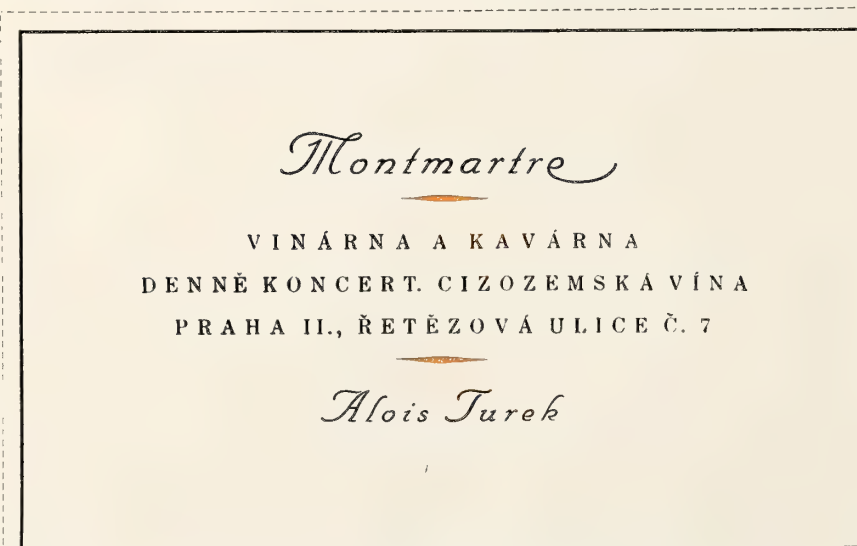 Montmartre
VINÁRNA A KAVÁRNA
DENNĚ KONCERT. CIZOZEMSKÁ VÍNA
PRAHA II., ŘETĚZOVÁ ULICE Č. 7
Alois Turek